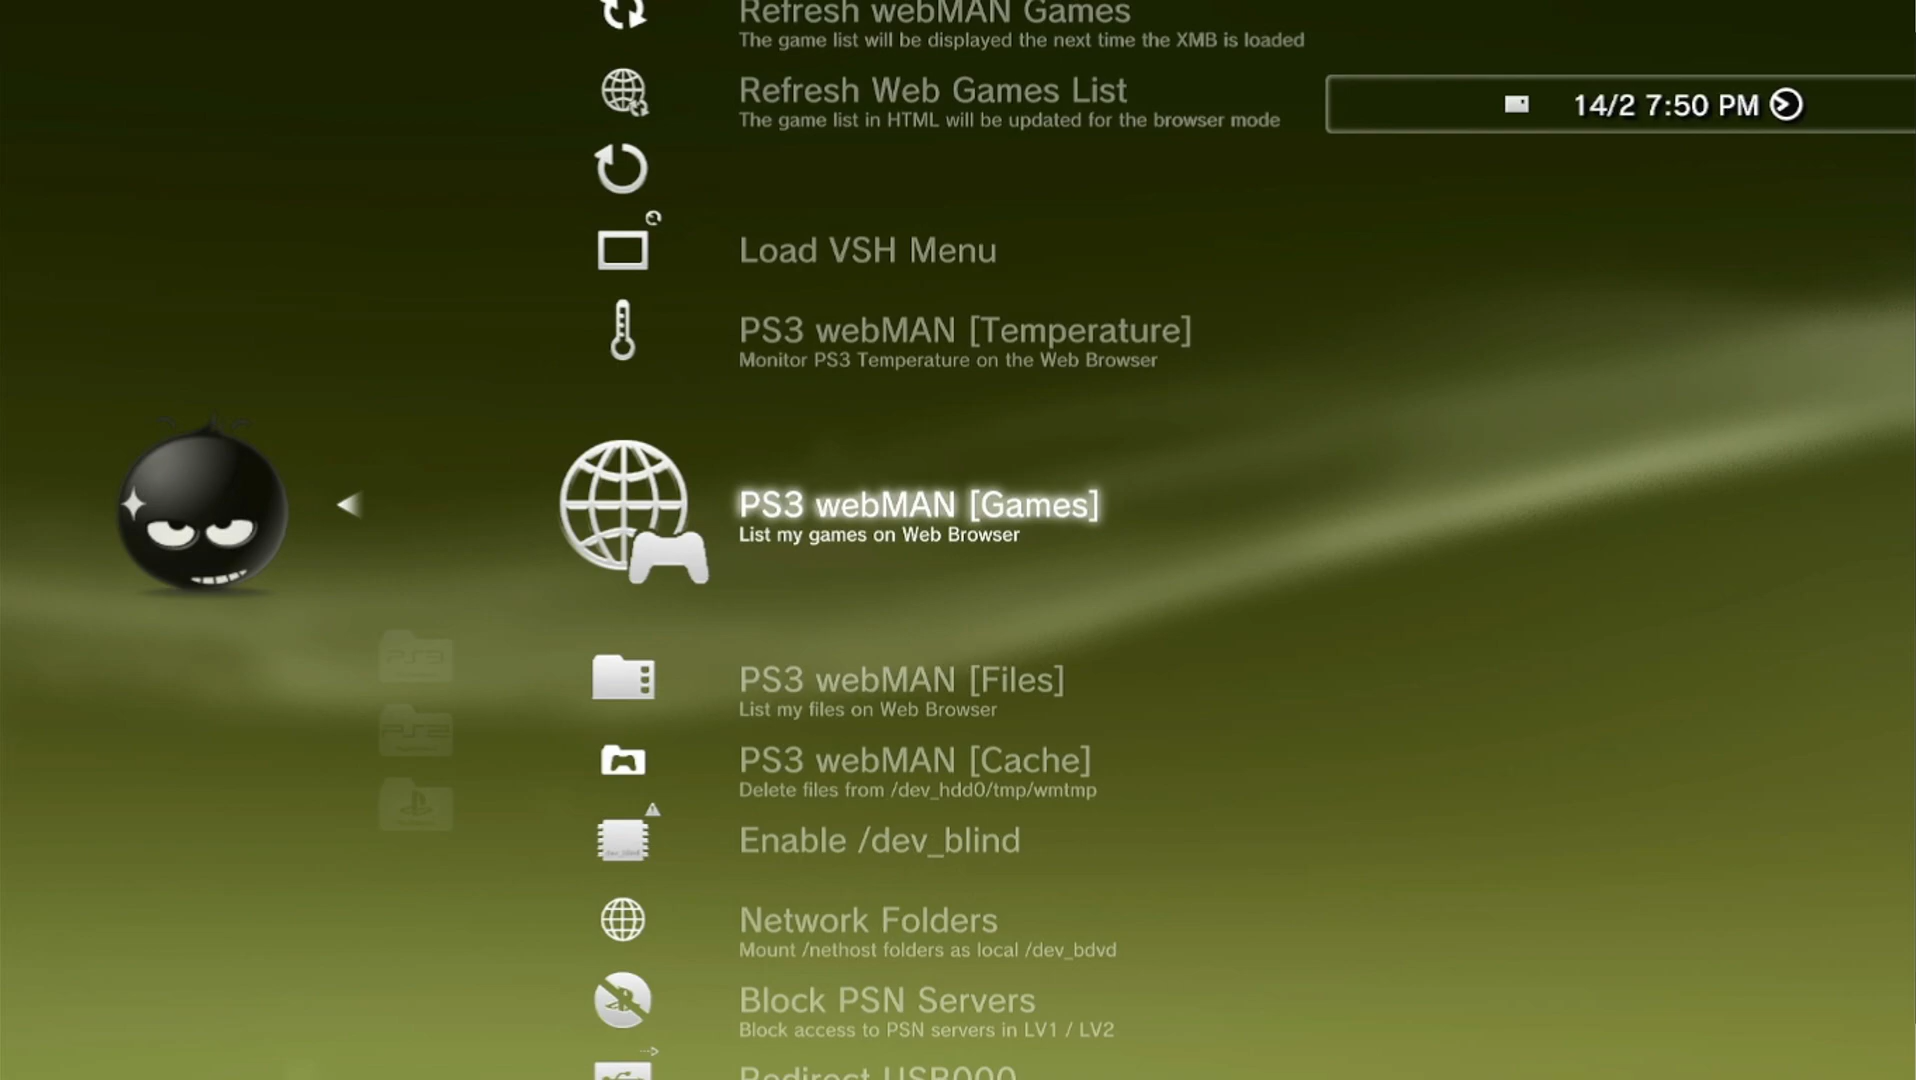 Refresh webMAN Games
The game list will be displayed the next time the XMB is loaded
Refresh Web Games List
The game list in HTML will be updated for the browser mode
14/2 7:50 PM
Load VSH Menu
PS3 webMAN [Temperature]
Monitor PS3 Temperature on the Web Browser
PS3 webMAN [Games]
List my games on Web Browser
PS3
PS2
PS3 webMAN [Files]
List my files on Web Browser
PS3 webMAN [Cache]
Delete files from /dev_hdd0/tmp/wmtmp
Enable /dev_blind
dev_blind
Network Folders
Mount /nethost folders as local /dev_bdvd
Block PSN Servers
Block access to PSN servers in LV1 / LV2
Redirect USB000